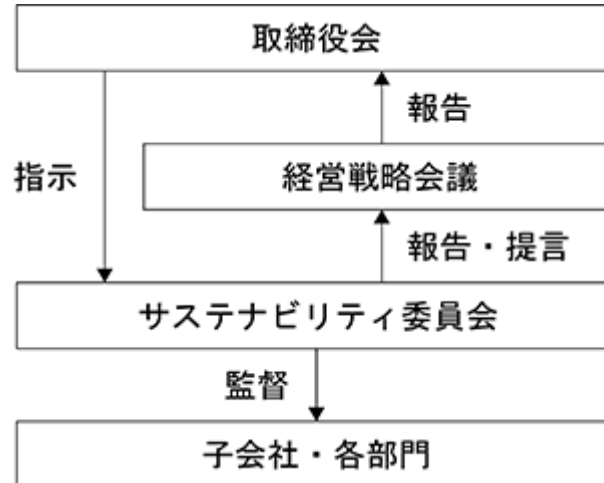 取締役会
報告
指示
経営戦略会議
報告・提言
サステナビリティ委員会
監督
子会社・各部門